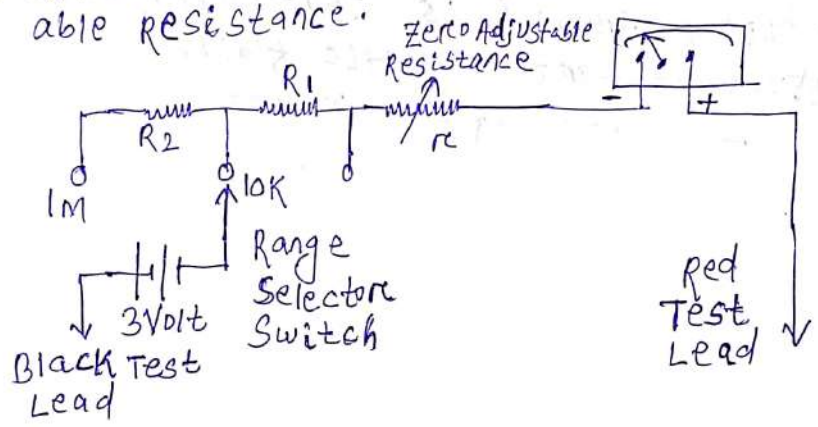 able Resistance.
Zero Adjustable
Resistance
R1
R2
r
-
+
1M
10K
Range
Selector
Switch
3Volt
Black Test
Lead
Red
Test
Lead